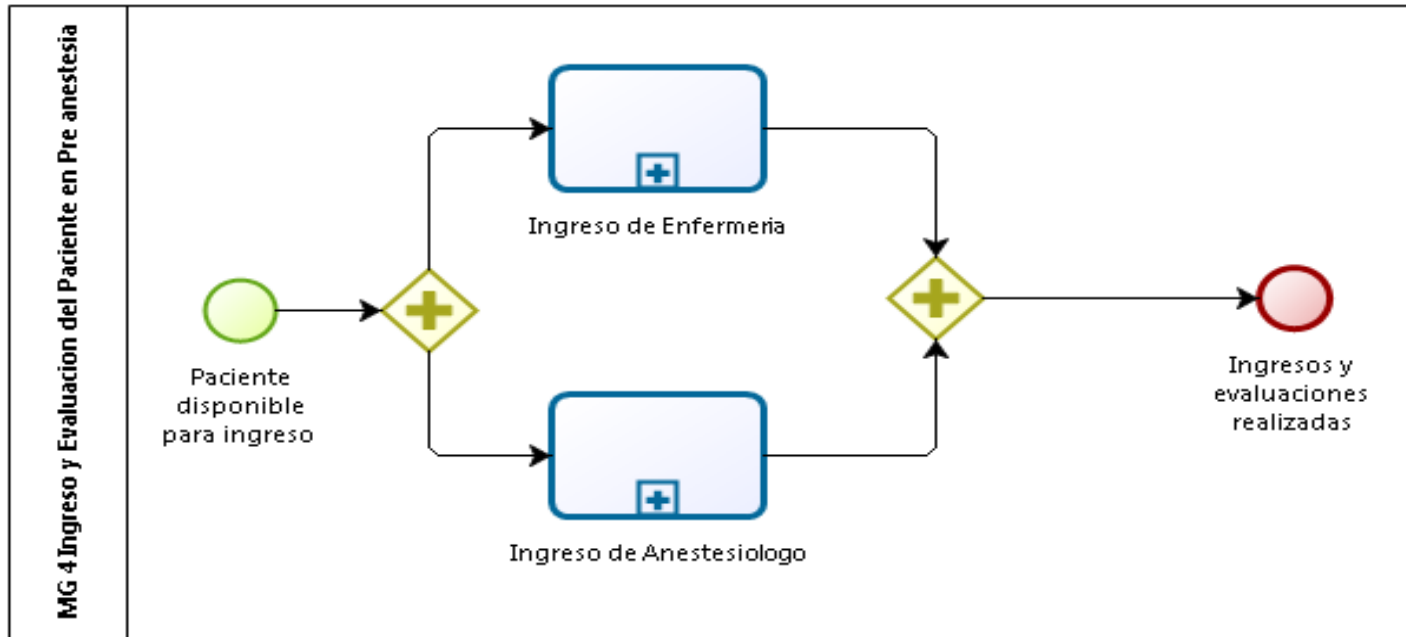 MG 4 Ingreso y Evaluacion del Paciente en Pre anestesia
Ingreso de Enfermeria
Paciente
disponible
para ingreso
Ingreso de Anestesiologo
Ingresos y
evaluaciones
realizadas